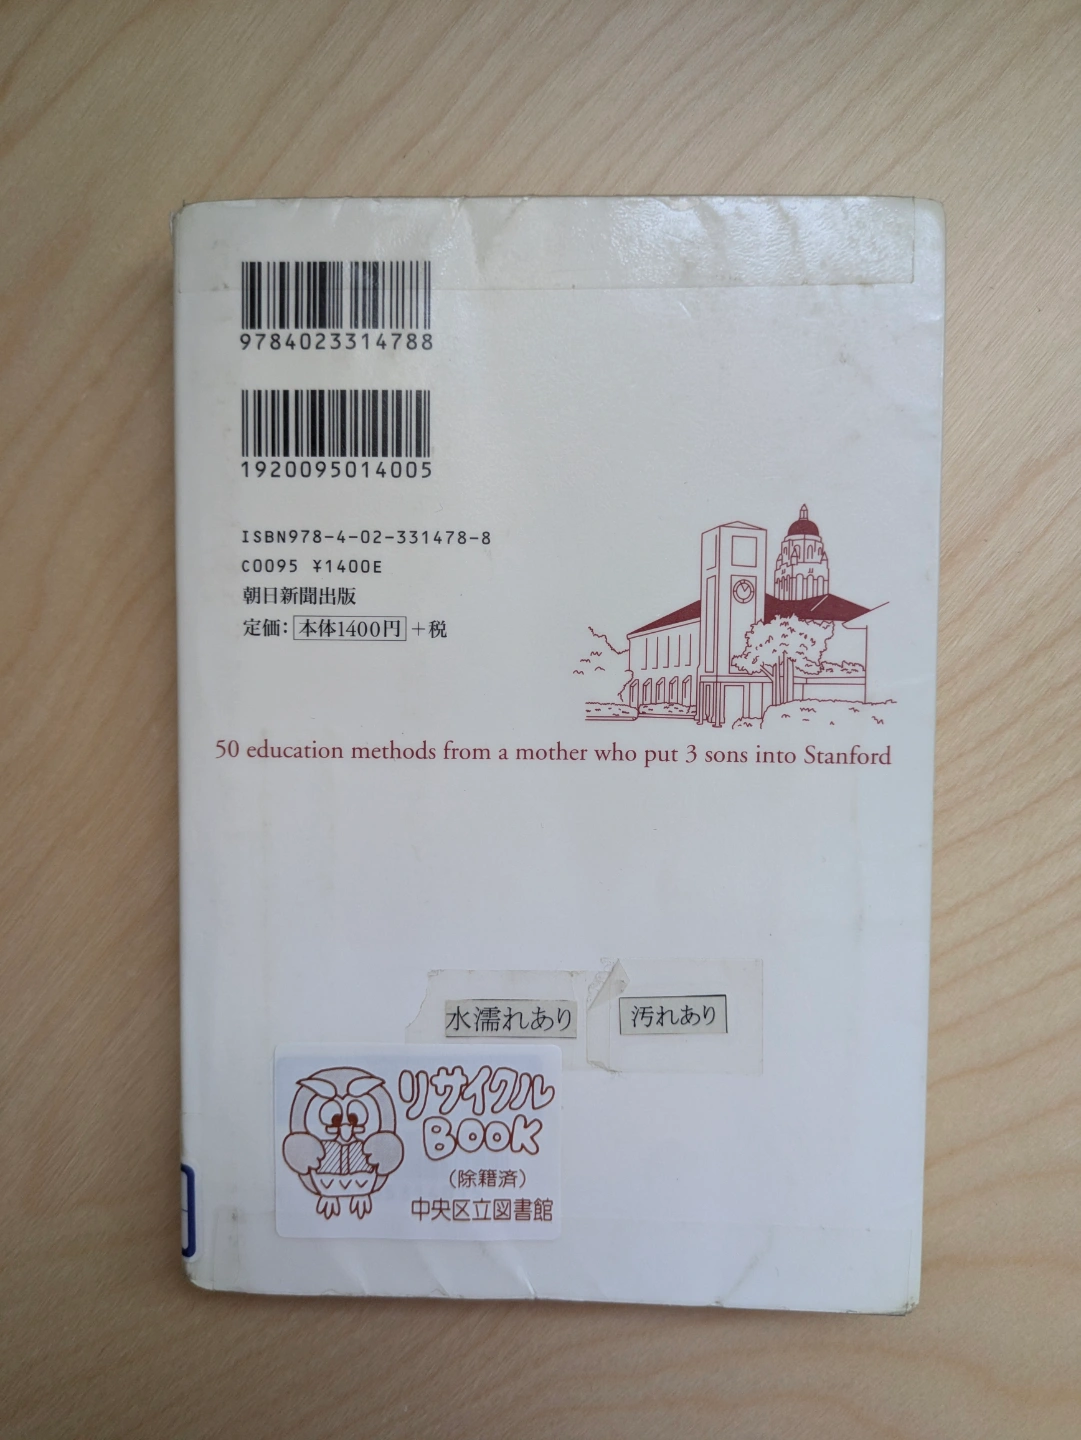 9784023314788
1920095014005
ISBN978-4-02-331478-8
C0095 ¥1400E
朝日新聞出版
定価：本体1400円＋税
50 education methods from a mother who put 3 sons into Stanford
水濡れあり
汚れあり
リサイクル
BOOK
(除籍済)
中央区立図書館